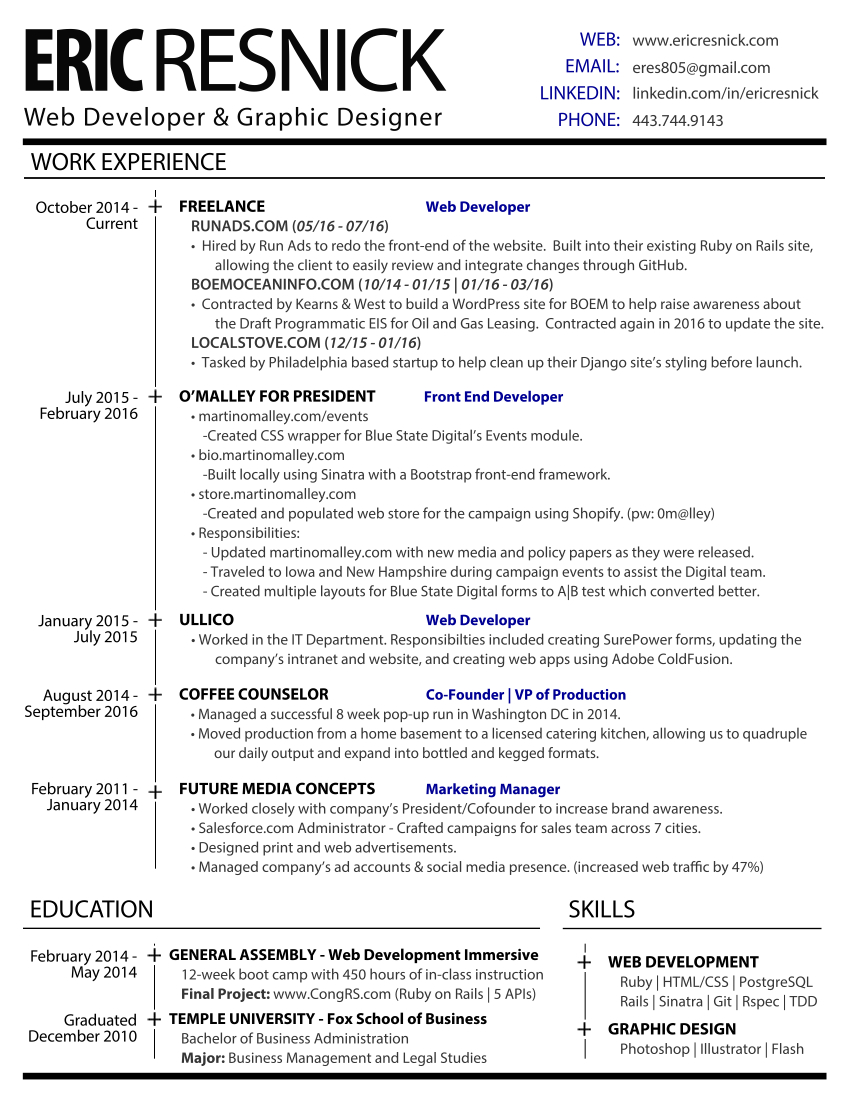 ERIC RESNICK
Web Developer & Graphic Designer
WEB: www.ericresnick.com
EMAIL: eres805@gmail.com
LINKEDIN: linkedin.com/in/ericresnick
PHONE: 443.744.9143
WORK EXPERIENCE
October 2014 -
Current
FREELANCE Web Developer
RUNADS.COM (05/16 - 07/16)
• Hired by Run Ads to redo the front-end of the website. Built into their existing Ruby on Rails site,
allowing the client to easily review and integrate changes through GitHub.
BOEMOCEANINFO.COM (10/14 - 01/15 | 01/16 - 03/16)
• Contracted by Kearns & West to build a WordPress site for BOEM to help raise awareness about
the Draft Programmatic EIS for Oil and Gas Leasing. Contracted again in 2016 to update the site.
LOCALSTOVE.COM (12/15 - 01/16)
• Tasked by Philadelphia based startup to help clean up their Django site's styling before launch.
July 2015 -
February 2016
O'MALLEY FOR PRESIDENT Front End Developer
• martinomalley.com/events
-Created CSS wrapper for Blue State Digital's Events module.
• bio.martinomalley.com
-Built locally using Sinatra with a Bootstrap front-end framework.
• store.martinomalley.com
-Created and populated web store for the campaign using Shopify. (pw: 0m@lley)
• Responsibilities:
- Updated martinomalley.com with new media and policy papers as they were released.
- Traveled to Iowa and New Hampshire during campaign events to assist the Digital team.
- Created multiple layouts for Blue State Digital forms to A|B test which converted better.
January 2015 -
July 2015
ULLICO Web Developer
• Worked in the IT Department. Responsibilties included creating SurePower forms, updating the
company's intranet and website, and creating web apps using Adobe ColdFusion.
August 2014 -
September 2016
COFFEE COUNSELOR Co-Founder | VP of Production
• Managed a successful 8 week pop-up run in Washington DC in 2014.
• Moved production from a home basement to a licensed catering kitchen, allowing us to quadruple
our daily output and expand into bottled and kegged formats.
February 2011 -
January 2014
FUTURE MEDIA CONCEPTS Marketing Manager
• Worked closely with company's President/Cofounder to increase brand awareness.
• Salesforce.com Administrator - Crafted campaigns for sales team across 7 cities.
• Designed print and web advertisements.
• Managed company's ad accounts & social media presence. (increased web traffic by 47%)
EDUCATION
February 2014 -
May 2014
GENERAL ASSEMBLY - Web Development Immersive
12-week boot camp with 450 hours of in-class instruction
Final Project: www.CongRS.com (Ruby on Rails | 5 APIs)
Graduated
December 2010
TEMPLE UNIVERSITY - Fox School of Business
Bachelor of Business Administration
Major: Business Management and Legal Studies
SKILLS
WEB DEVELOPMENT
Ruby | HTML/CSS | PostgreSQL
Rails | Sinatra | Git | Rspec | TDD
GRAPHIC DESIGN
Photoshop | Illustrator | Flash